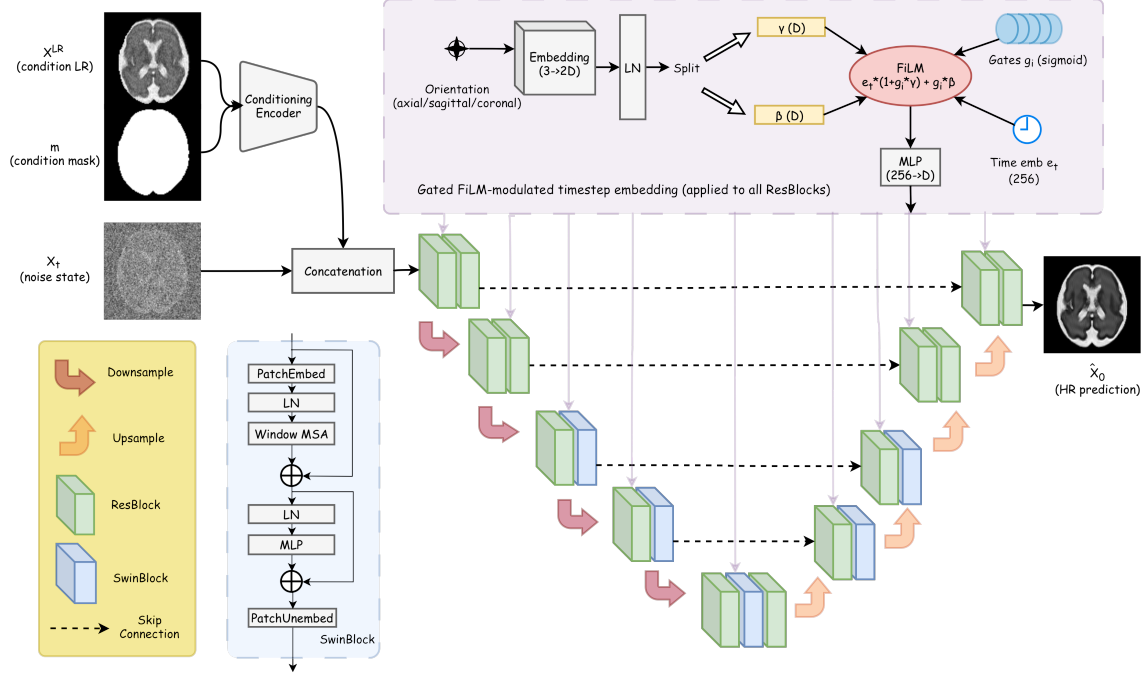 X^LR
(condition LR)
m
(condition mask)
Conditioning
Encoder
X_t
(noise state)
Concatenation
Orientation
(axial/sagittal/coronal)
Embedding
(3->2D)
LN
Split
γ (D)
β (D)
FiLM
e_t*(1+g_i*γ) + g_i*β
Gates g_i (sigmoid)
Time emb e_t
(256)
MLP
(256->D)
Gated FiLM-modulated timestep embedding (applied to all ResBlocks)
X̂_0
(HR prediction)
Downsample
Upsample
ResBlock
SwinBlock
Skip
Connection
PatchEmbed
LN
Window MSA
LN
MLP
PatchUnembed
SwinBlock